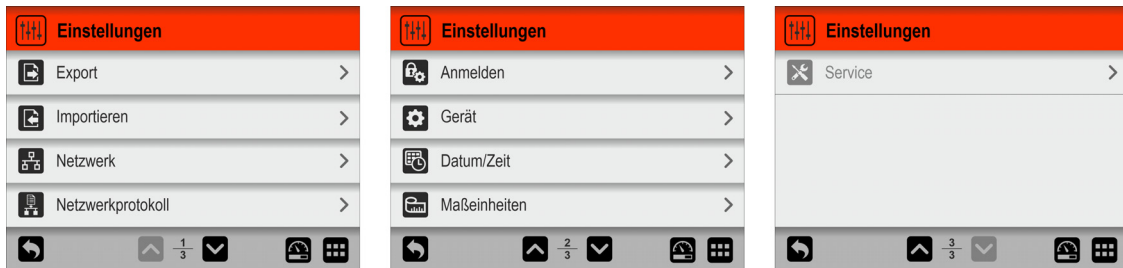 Einstellungen
Export
Importieren
Netzwerk
Netzwerkprotokoll
1
3
Einstellungen
Anmelden
Gerät
Datum/Zeit
Maßeinheiten
2
3
Einstellungen
Service
3
3